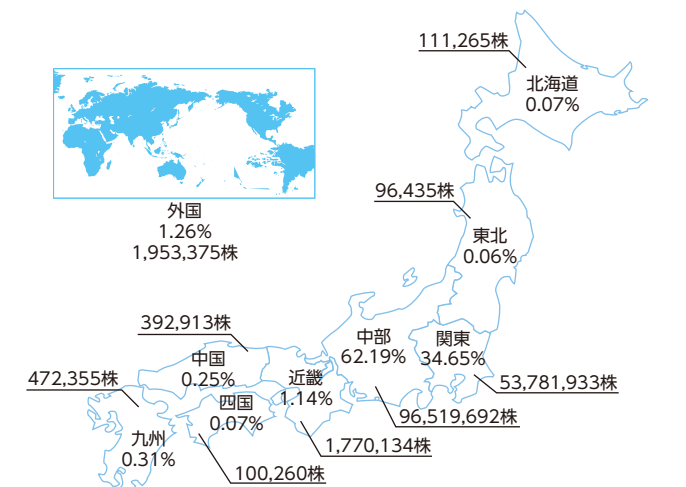 111,265株
北海道
0.07%
外国
1.26%
1,953,375株
96,435株
東北
0.06%
392,913株
中国
0.25%
472,355株
九州
0.31%
四国
0.07%
100,260株
近畿
1.14%
1,770,134株
中部
62.19%
96,519,692株
関東
34.65%
53,781,933株